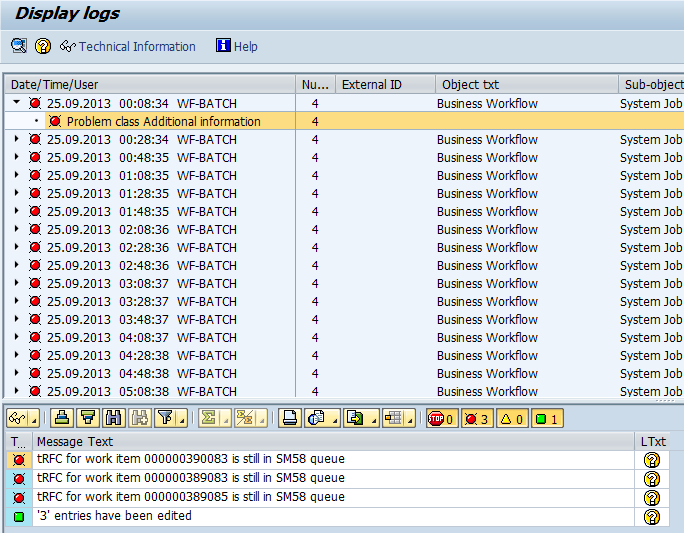 Display logs
Technical Information Help
Date/Time/User Nu... External ID Object txt Sub-object
25.09.2013 00:08:34 WF-BATCH 4 Business Workflow System Job
Problem class Additional information 4
25.09.2013 00:28:34 WF-BATCH 4 Business Workflow System Job
25.09.2013 00:48:35 WF-BATCH 4 Business Workflow System Job
25.09.2013 01:08:35 WF-BATCH 4 Business Workflow System Job
25.09.2013 01:28:35 WF-BATCH 4 Business Workflow System Job
25.09.2013 01:48:35 WF-BATCH 4 Business Workflow System Job
25.09.2013 02:08:36 WF-BATCH 4 Business Workflow System Job
25.09.2013 02:28:36 WF-BATCH 4 Business Workflow System Job
25.09.2013 02:48:36 WF-BATCH 4 Business Workflow System Job
25.09.2013 03:08:37 WF-BATCH 4 Business Workflow System Job
25.09.2013 03:28:37 WF-BATCH 4 Business Workflow System Job
25.09.2013 03:48:37 WF-BATCH 4 Business Workflow System Job
25.09.2013 04:08:37 WF-BATCH 4 Business Workflow System Job
25.09.2013 04:28:38 WF-BATCH 4 Business Workflow System Job
25.09.2013 04:48:38 WF-BATCH 4 Business Workflow System Job
25.09.2013 05:08:38 WF-BATCH 4 Business Workflow System Job
STOP 0 3 0 1
T... Message Text LTxt
tRFC for work item 000000390083 is still in SM58 queue
tRFC for work item 000000389083 is still in SM58 queue
tRFC for work item 000000389085 is still in SM58 queue
'3' entries have been edited